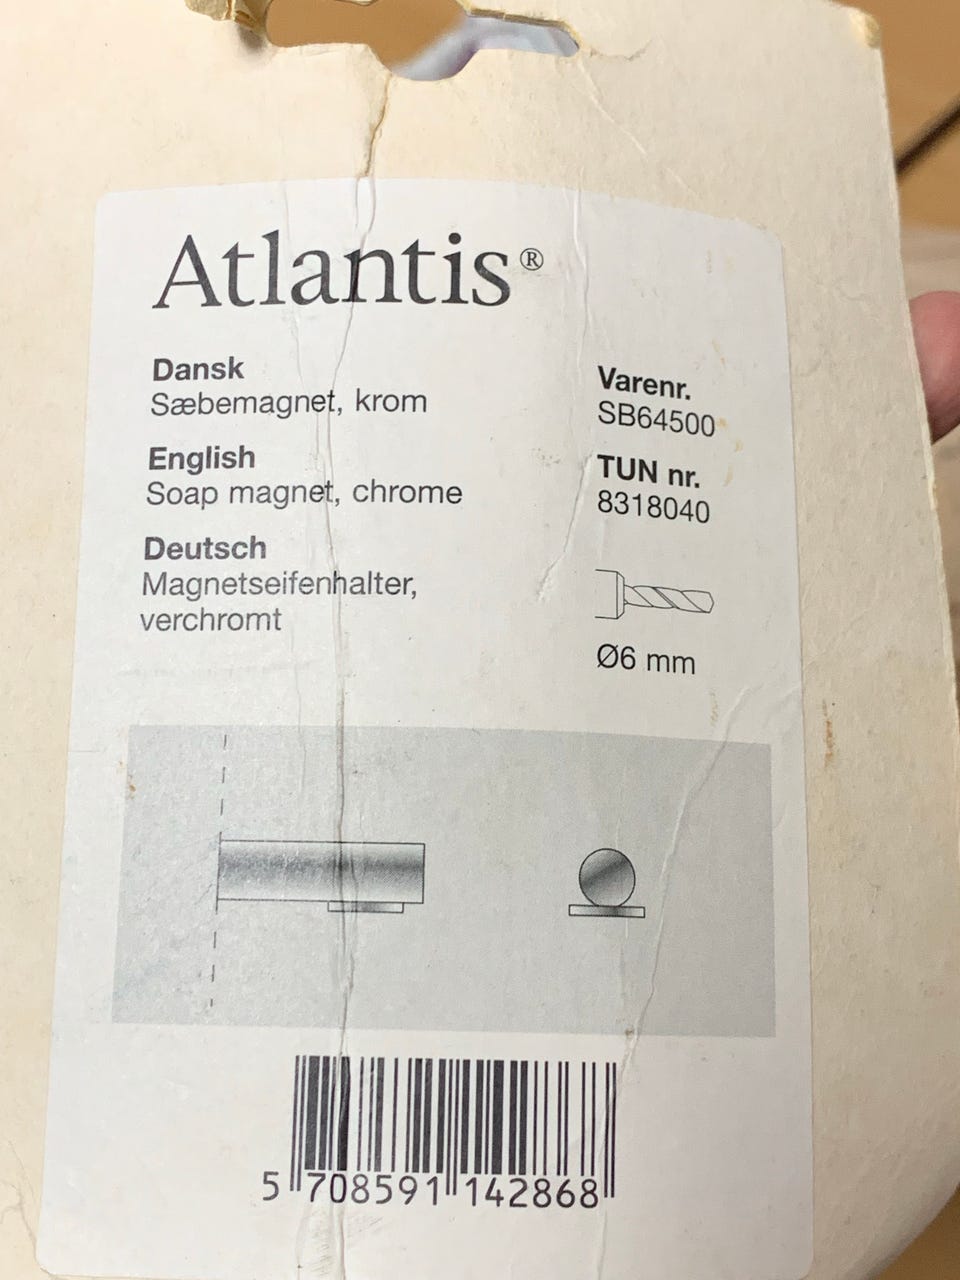 Atlantis®
Dansk
Sæbemagnet, krom
English
Soap magnet, chrome
Deutsch
Magnetseifenhalter,
verchromt
Varenr.
SB64500
TUN nr.
8318040
Ø6 mm
5 708591 142868